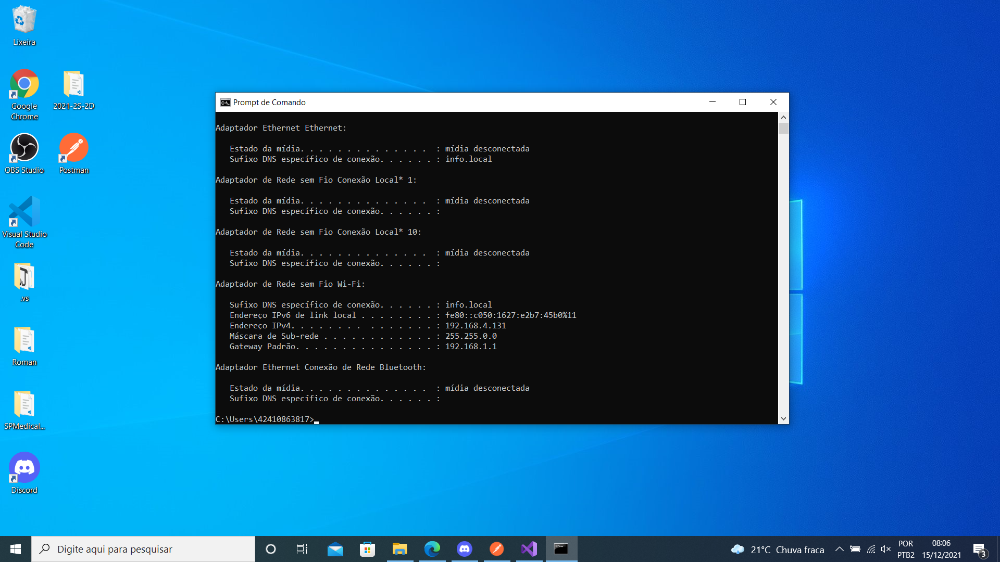 Lixeira
Google
Chrome
2021-2S-2D
OBS Studio
Postman
Visual Studio
Code
.vs
Roman
SPMedical...
Discord
Prompt de Comando
Adaptador Ethernet Ethernet:
Estado da mídia. . . . . . . . . . . . . . : mídia desconectada
Sufixo DNS específico de conexão. . . . . . : info.local
Adaptador de Rede sem Fio Conexão Local* 1:
Estado da mídia. . . . . . . . . . . . . . : mídia desconectada
Sufixo DNS específico de conexão. . . . . . :
Adaptador de Rede sem Fio Conexão Local* 10:
Estado da mídia. . . . . . . . . . . . . . : mídia desconectada
Sufixo DNS específico de conexão. . . . . . :
Adaptador de Rede sem Fio Wi-Fi:
Sufixo DNS específico de conexão. . . . . . : info.local
Endereço IPv6 de link local . . . . . . . . : fe80::c050:1627:e2b7:45b0%11
Endereço IPv4. . . . . . . . . . . . . . . : 192.168.4.131
Máscara de Sub-rede . . . . . . . . . . . . : 255.255.0.0
Gateway Padrão. . . . . . . . . . . . . . . : 192.168.1.1
Adaptador Ethernet Conexão de Rede Bluetooth:
Estado da mídia. . . . . . . . . . . . . . : mídia desconectada
Sufixo DNS específico de conexão. . . . . . :
C:\Users\42410863817>
Digite aqui para pesquisar
21°C Chuva fraca
POR
PTB2
08:06
15/12/2021
3